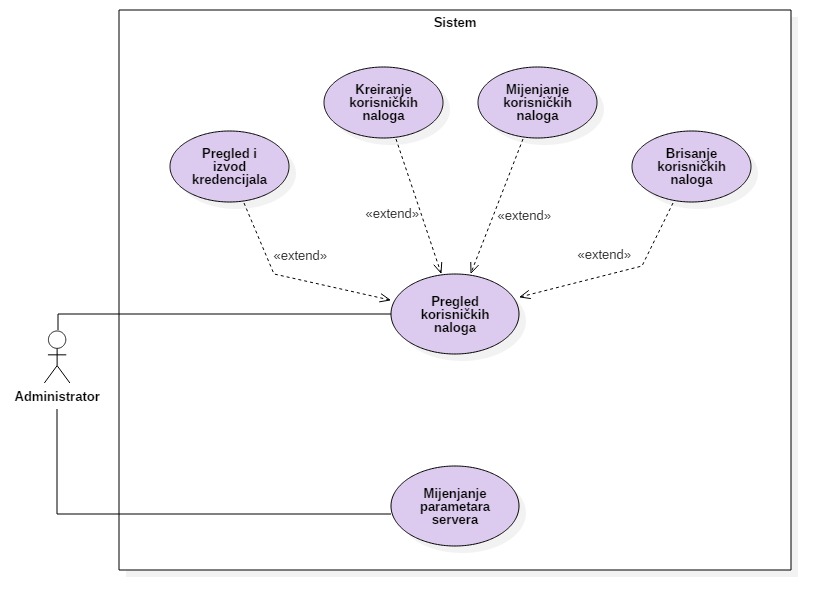 Sistem
Kreiranje
korisničkih
naloga
Mijenjanje
korisničkih
naloga
Pregled i
izvod
kredencijala
Brisanje
korisničkih
naloga
«extend»
«extend»
«extend»
«extend»
Pregled
korisničkih
naloga
Administrator
Mijenjanje
parametara
servera